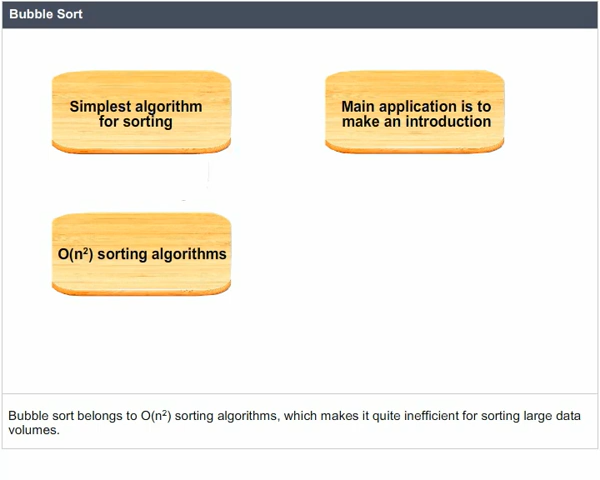 Bubble Sort
Simplest algorithm
for sorting
Main application is to
make an introduction
O(n²) sorting algorithms
Bubble sort belongs to O(n²) sorting algorithms, which makes it quite inefficient for sorting large data
volumes.